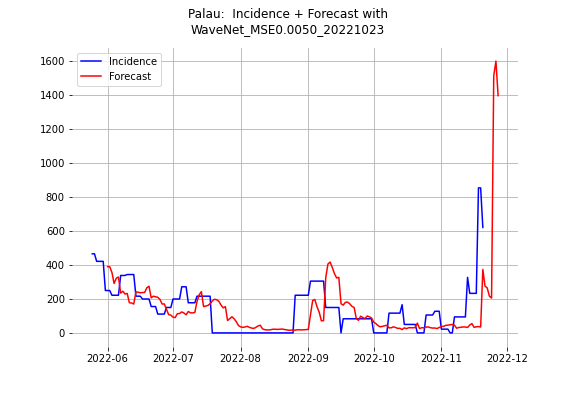 Palau:  Incidence + Forecast with
WaveNet_MSE0.0050_20221023
Incidence
Forecast
1600
1400
1200
1000
800
600
400
200
0
2022-06 2022-07 2022-08 2022-09 2022-10 2022-11 2022-12